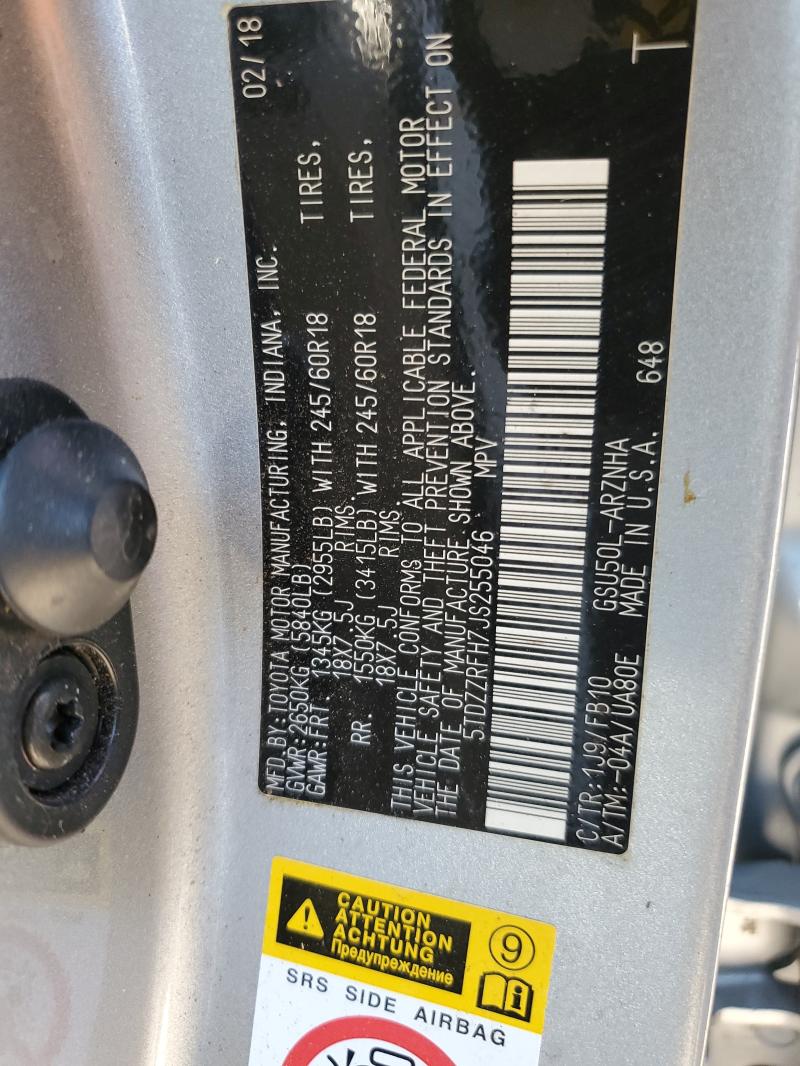 MFD.BY:TOYOTA MOTOR MANUFACTURING, INDIANA, INC. 02/18
GVWR:2650KG (5840LB)
GAWR:FRT. 1345KG (2955LB) WITH 245/60R18 TIRES,
18X7.5J RIMS
RR. 1550KG (3415LB) WITH 245/60R18 TIRES,
18X7.5J RIMS
THIS VEHICLE CONFORMS TO ALL APPLICABLE FEDERAL MOTOR
VEHICLE SAFETY AND THEFT PREVENTION STANDARDS IN EFFECT ON
THE DATE OF MANUFACTURE SHOWN ABOVE.
5TDZZRFH7JS255046 MPV
C/TR:1J9/FB10 GSU50L-ARZNHA
A/TM:-04A/UA80E MADE IN U.S.A. 648 T
CAUTION
ATTENTION
ACHTUNG
Предупреждение
9
i
SRS SIDE AIRBAG